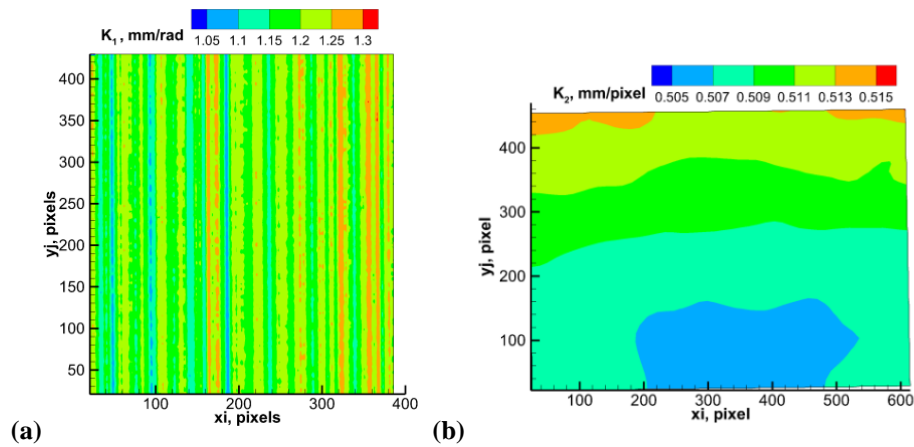 K1, mm/rad
1.05 1.1 1.15 1.2 1.25 1.3
400
350
300
250
200
150
100
50
yj, pixels
100 200 300 400
xi, pixels
(a)
K2, mm/pixel
0.505 0.507 0.509 0.511 0.513 0.515
400
300
200
100
yj, pixel
100 200 300 400 500 600
xi, pixel
(b)